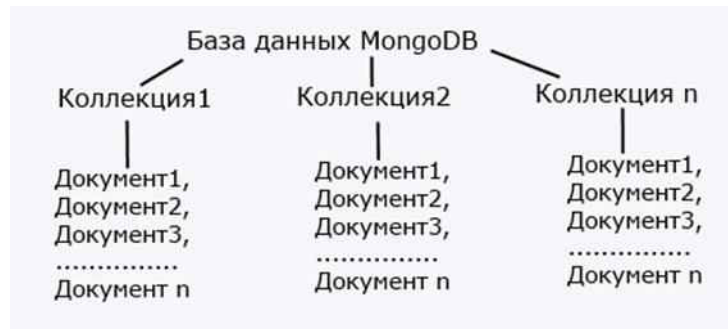 База данных MongoDB
Коллекция1
Документ1,
Документ2,
Документ3,
...............
Документ n
Коллекция2
Документ1,
Документ2,
Документ3,
...............
Документ n
Коллекция n
Документ1,
Документ2,
Документ3,
...............
Документ n